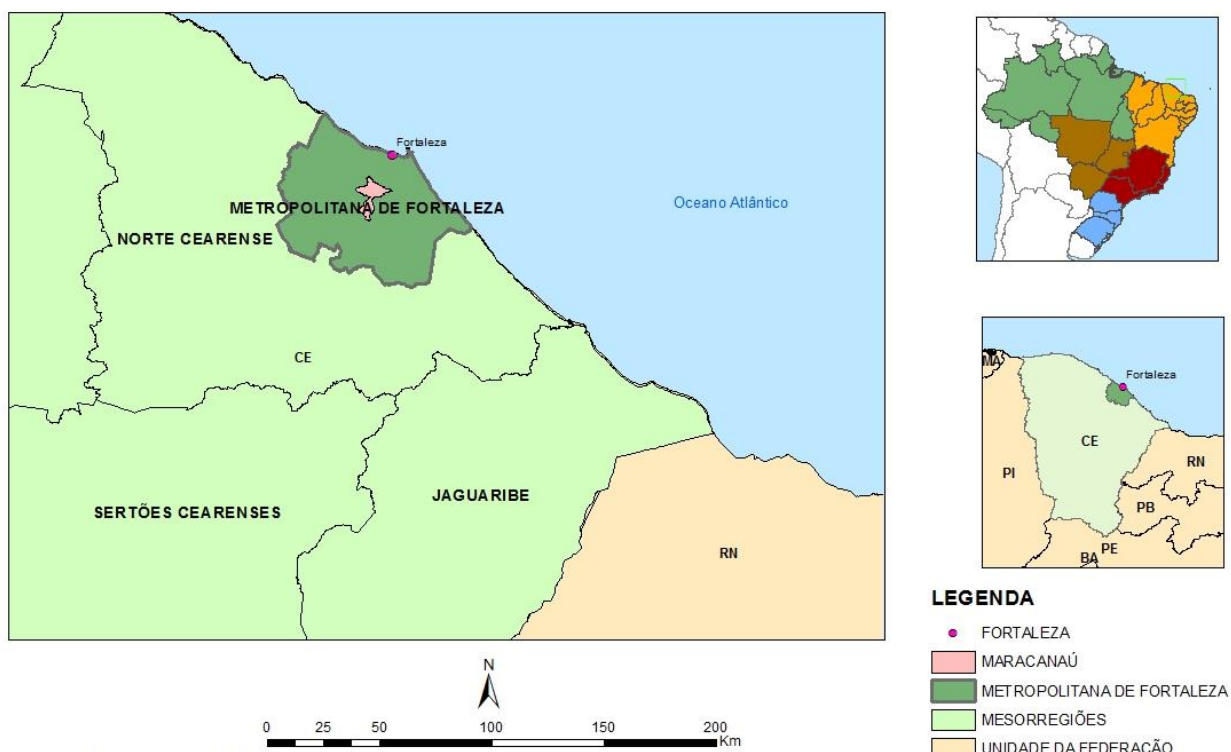 Fortaleza
METROPOLITANA DE FORTALEZA
NORTE CEARENSE
Oceano Atlântico
CE
SERTÕES CEARENSES
JAGUARIBE
RN
N
0 25 50 100 150 200
Km
MA
Fortaleza
CE
PI
RN
PB
PE
BA
LEGENDA
FORTALEZA
MARACANAÚ
METROPOLITANA DE FORTALEZA
MESORREGIÕES
UNIDADE DA FEDERAÇÃO